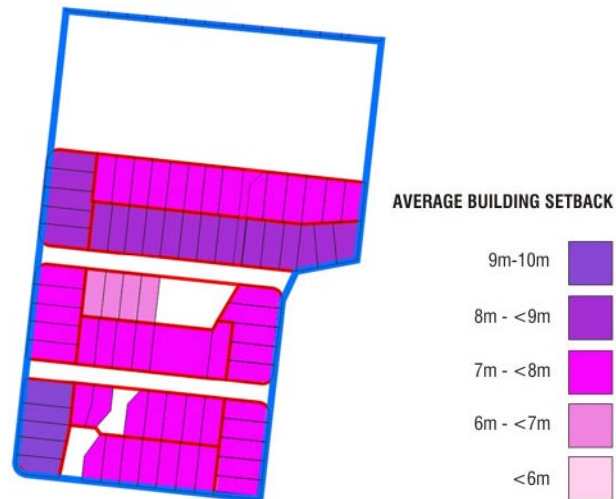 AVERAGE BUILDING SETBACK
9m-10m
8m - <9m
7m - <8m
6m - <7m
<6m